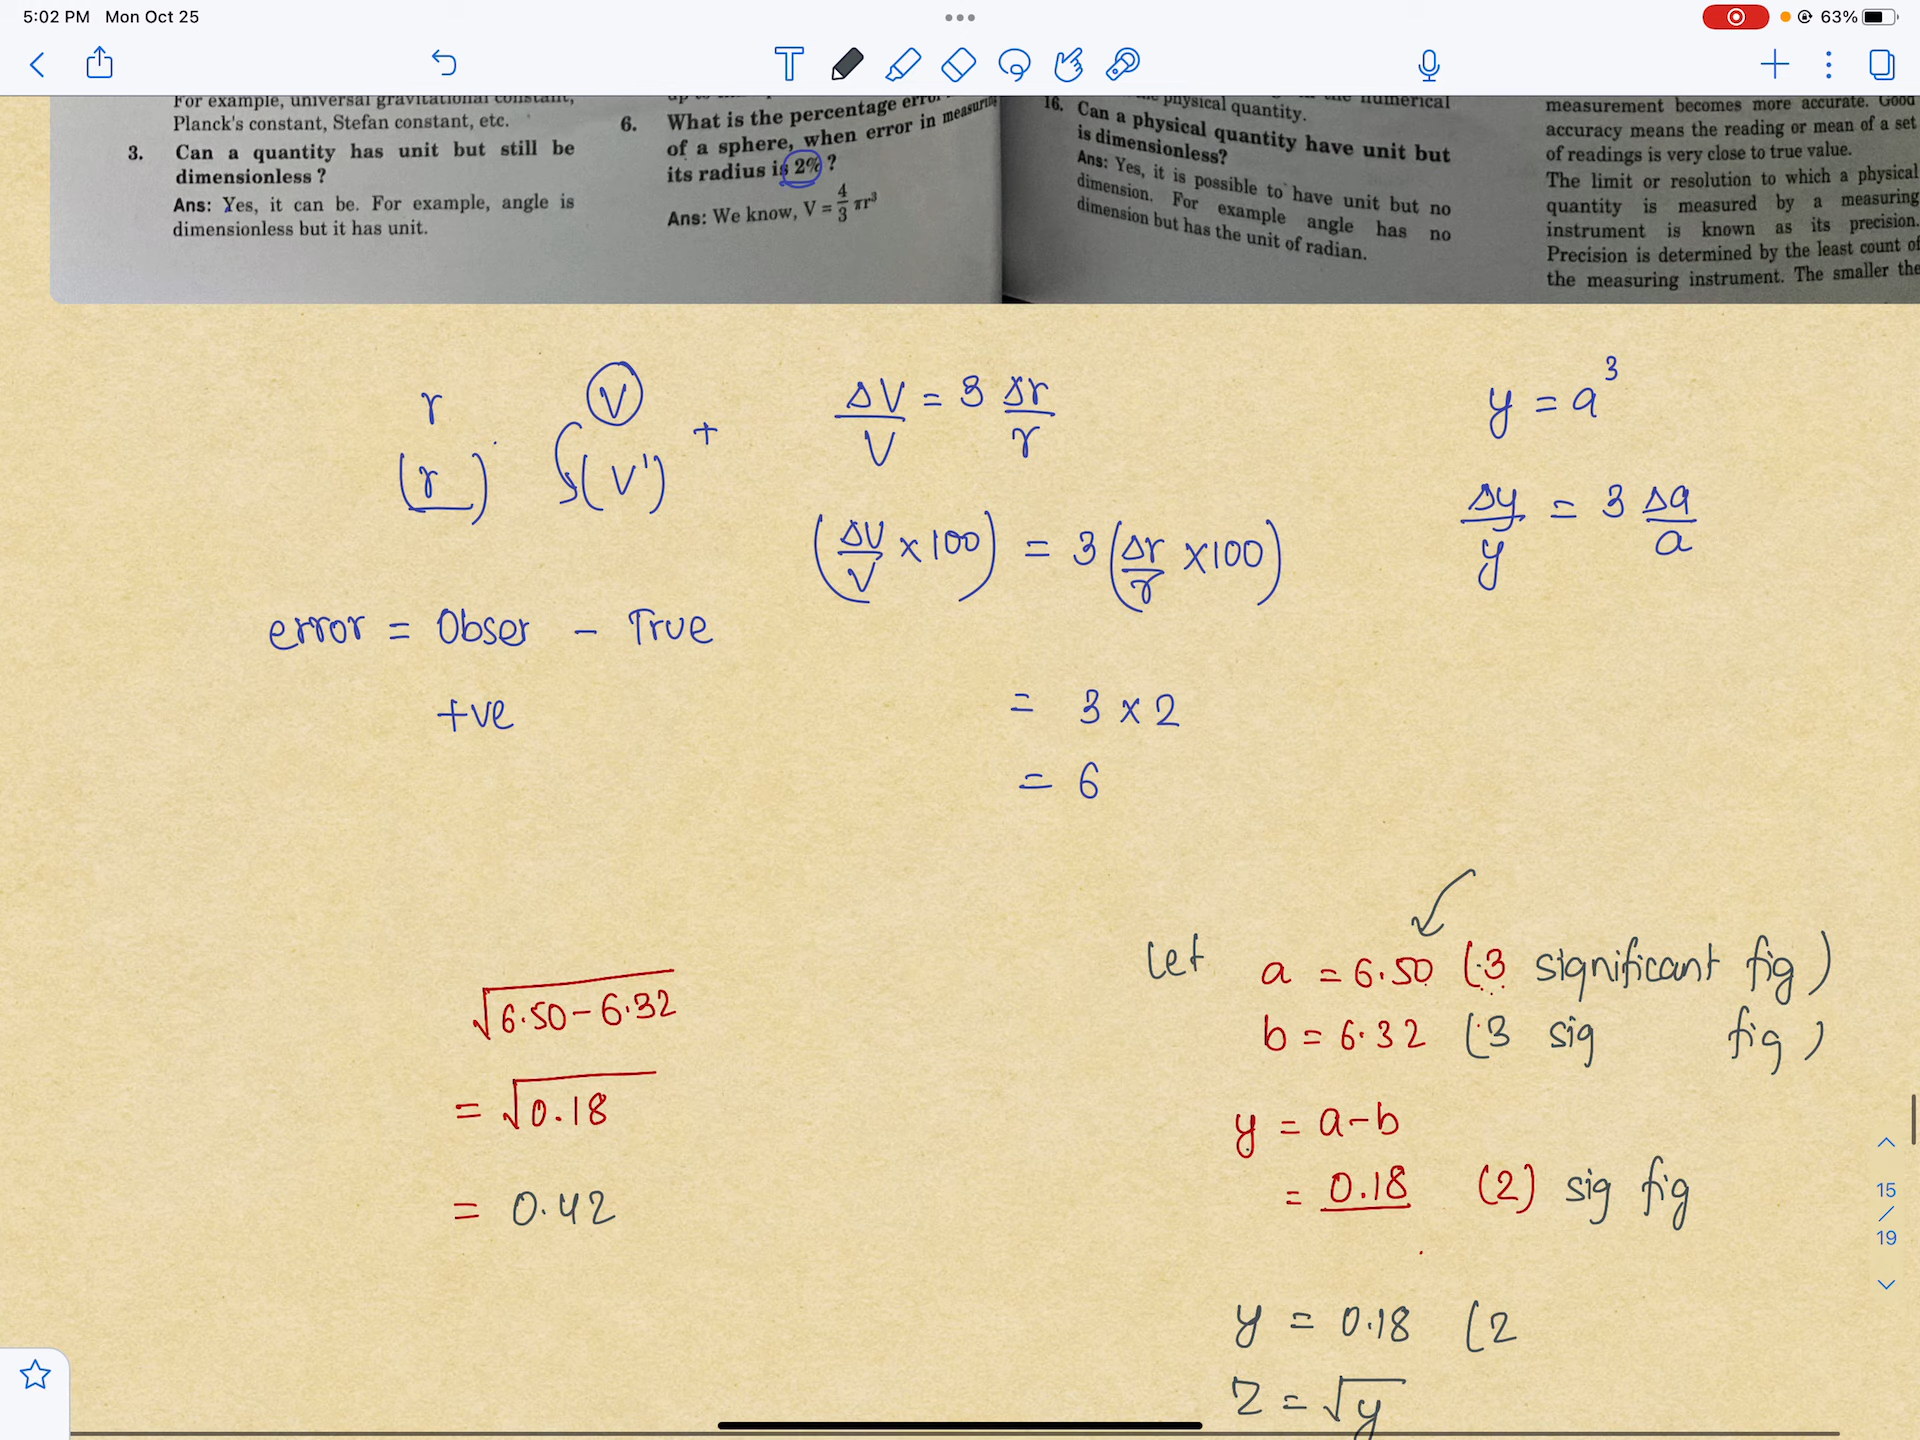 5:02 PM Mon Oct 25
63%
For example, universal gravitational constant,
Planck's constant, Stefan constant, etc.
3. Can a quantity has unit but still be
dimensionless ?
Ans: Yes, it can be. For example, angle is
dimensionless but it has unit.
6. What is the percentage error
of a sphere, when error in measuring
its radius is 2% ?
Ans: We know, V = 4/3 πr³
physical quantity.
numerical
16. Can a physical quantity have unit but
is dimensionless?
Ans: Yes, it is possible to have unit but no
dimension. For example angle has no
dimension but has the unit of radian.
measurement becomes more accurate. Good
accuracy means the reading or mean of a set
of readings is very close to true value.
The limit or resolution to which a physical
quantity is measured by a measuring
instrument is known as its precision.
Precision is determined by the least count of
the measuring instrument. The smaller the
r V
(r) (V') +
error = Obser - True
+ve
ΔV/V = 3 Δr/r
(ΔV/V × 100) = 3 (Δr/r × 100)
= 3 × 2
= 6
y = a³
Δy/y = 3 Δa/a
√6.50 - 6.32
= √0.18
= 0.42
Let a = 6.50 (3 significant fig)
b = 6.32 (3 sig fig)
y = a - b
= 0.18 (2) sig fig
y = 0.18 (2
z = √y
15
/
19